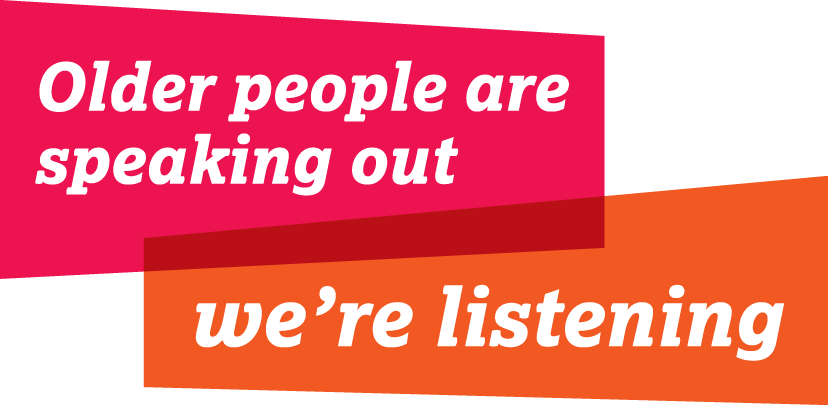 Older people are
speaking out
we’re listening